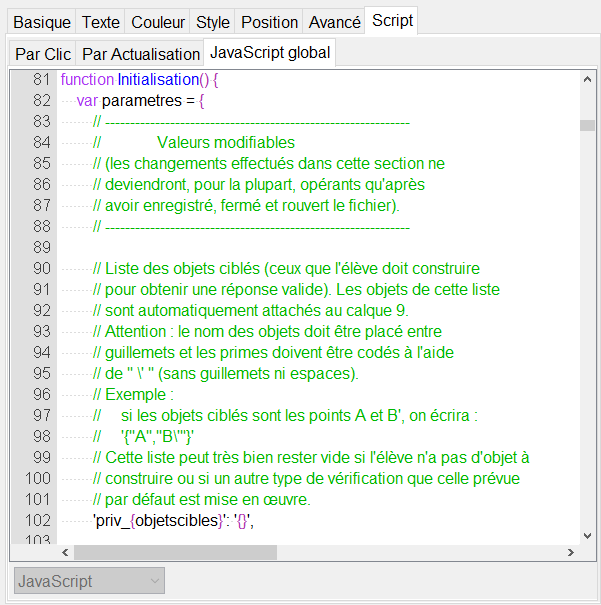 Basique Texte Couleur Style Position Avancé Script
Par Clic Par Actualisation JavaScript global
81 function Initialisation() {
82 var parametres = {
83 // -------------------------------------------------------------
84 // Valeurs modifiables
85 // (les changements effectués dans cette section ne
86 // deviendront, pour la plupart, opérants qu'après
87 // avoir enregistré, fermé et rouvert le fichier).
88 // -------------------------------------------------------------
89
90 // Liste des objets ciblés (ceux que l'élève doit construire
91 // pour obtenir une réponse valide). Les objets de cette liste
92 // sont automatiquement attachés au calque 9.
93 // Attention : le nom des objets doit être placé entre
94 // guillemets et les primes doivent être codés à l'aide
95 // de " \' " (sans guillemets ni espaces).
96 // Exemple :
97 // si les objets ciblés sont les points A et B', on écrira :
98 // '{"A","B\'"}'
99 // Cette liste peut très bien rester vide si l'élève n'a pas d'objet à
100 // construire ou si un autre type de vérification que celle prévue
101 // par défaut est mise en œuvre.
102 'priv_{objetscibles}': '{}',
103
JavaScript